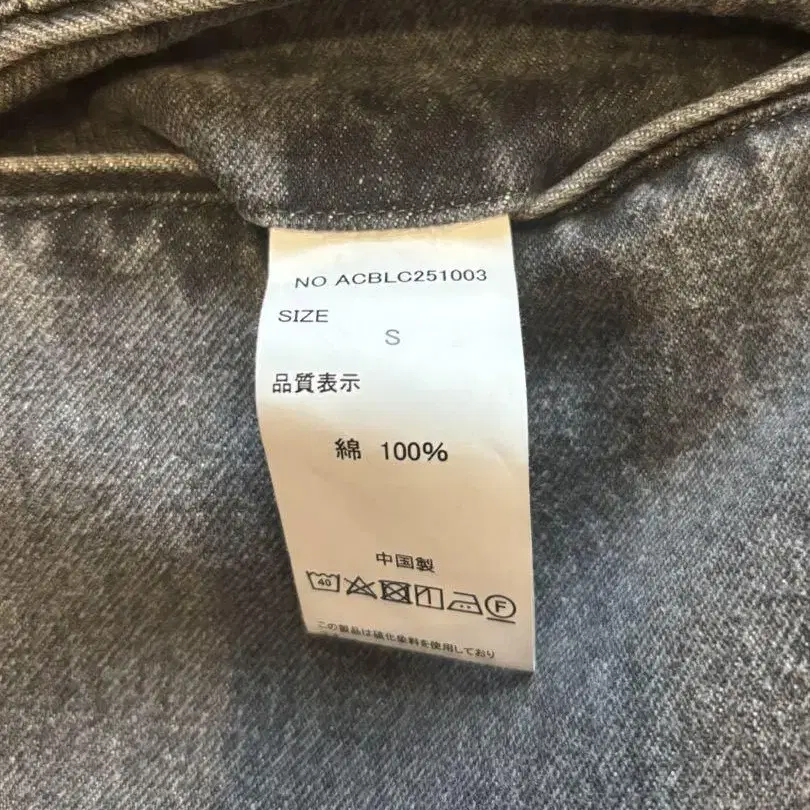 NO ACBLC251003
SIZE
S
品質表示
綿 100%
中国製
40
F
この製品は硫化染料を使用しており